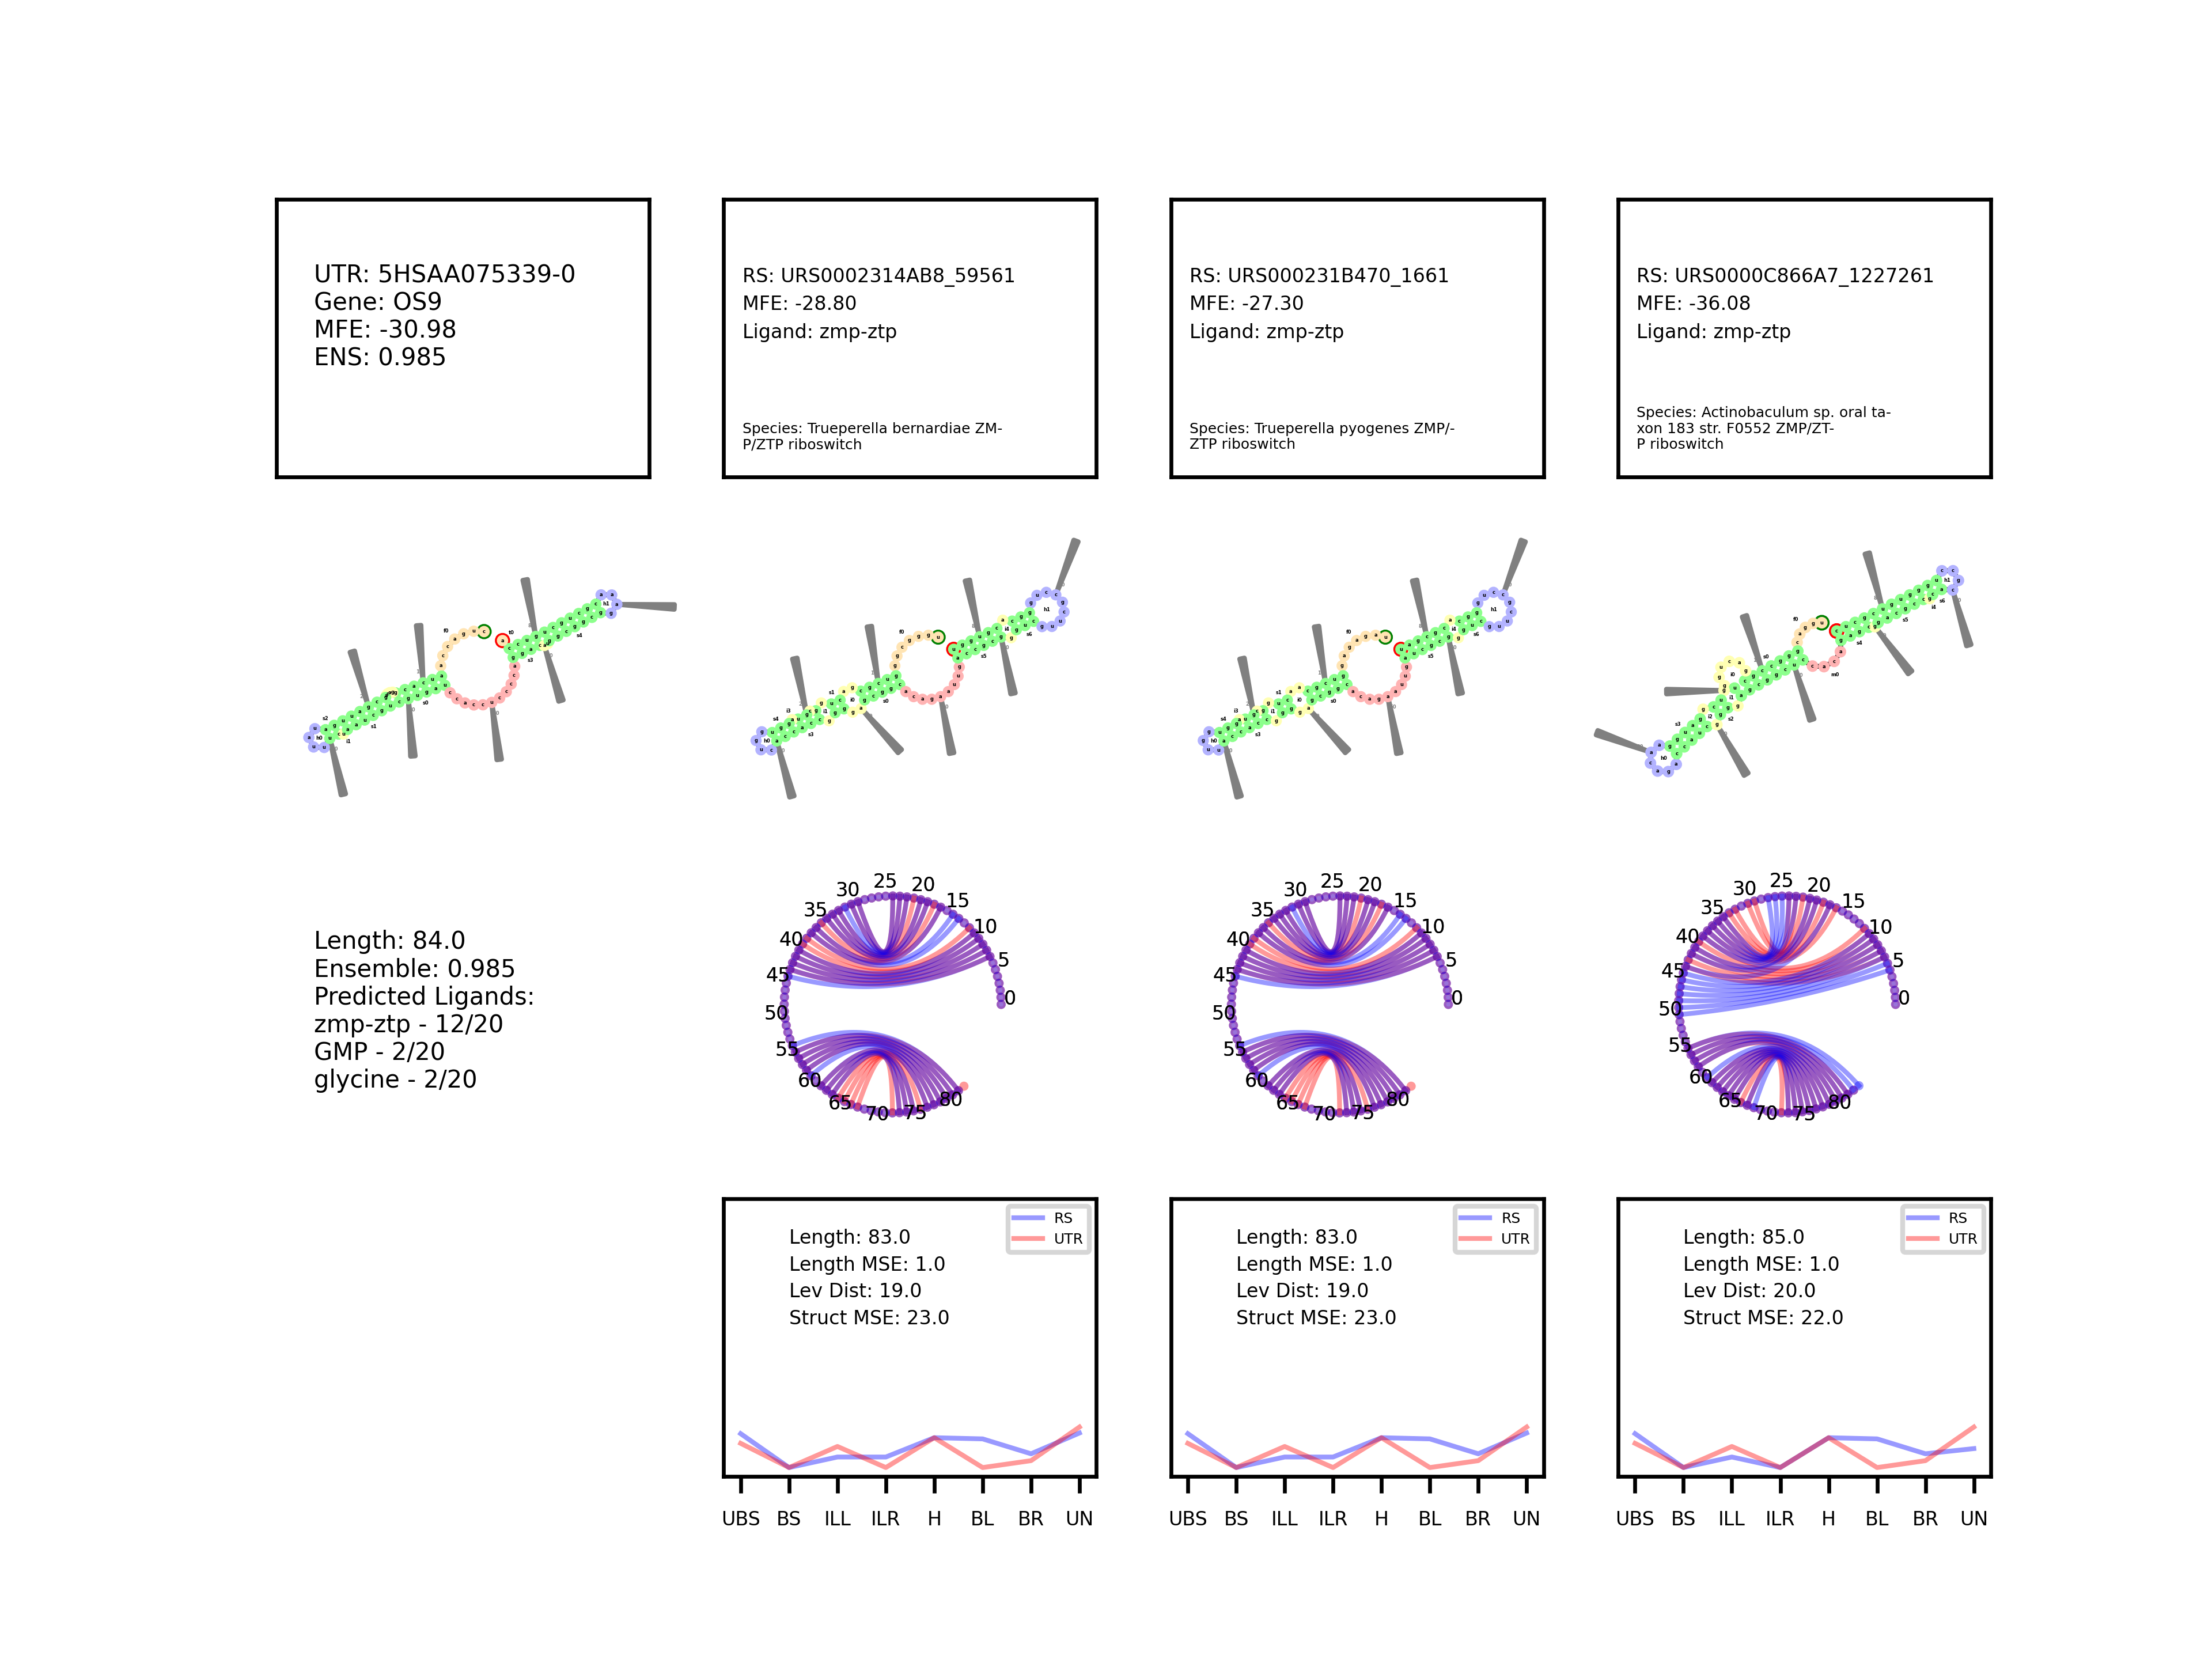 UTR: 5HSAA075339-0
Gene: OS9
MFE: -30.98
ENS: 0.985
RS: URS0002314AB8_59561
MFE: -28.80
Ligand: zmp-ztp
Species: Trueperella bernardiae ZM-
P/ZTP riboswitch
RS: URS000231B470_1661
MFE: -27.30
Ligand: zmp-ztp
Species: Trueperella pyogenes ZMP/-
ZTP riboswitch
RS: URS0000C866A7_1227261
MFE: -36.08
Ligand: zmp-ztp
Species: Actinobaculum sp. oral ta-
xon 183 str. F0552 ZMP/ZT-
P riboswitch
Length: 84.0
Ensemble: 0.985
Predicted Ligands:
zmp-ztp - 12/20
GMP - 2/20
glycine - 2/20
0 5 10 15 20 25 30 35 40 45 50 55 60 65 70 75 80
0 5 10 15 20 25 30 35 40 45 50 55 60 65 70 75 80
0 5 10 15 20 25 30 35 40 45 50 55 60 65 70 75 80
RS
UTR
Length: 83.0
Length MSE: 1.0
Lev Dist: 19.0
Struct MSE: 23.0
UBS BS ILL ILR H BL BR UN
RS
UTR
Length: 83.0
Length MSE: 1.0
Lev Dist: 19.0
Struct MSE: 23.0
UBS BS ILL ILR H BL BR UN
RS
UTR
Length: 85.0
Length MSE: 1.0
Lev Dist: 20.0
Struct MSE: 22.0
UBS BS ILL ILR H BL BR UN